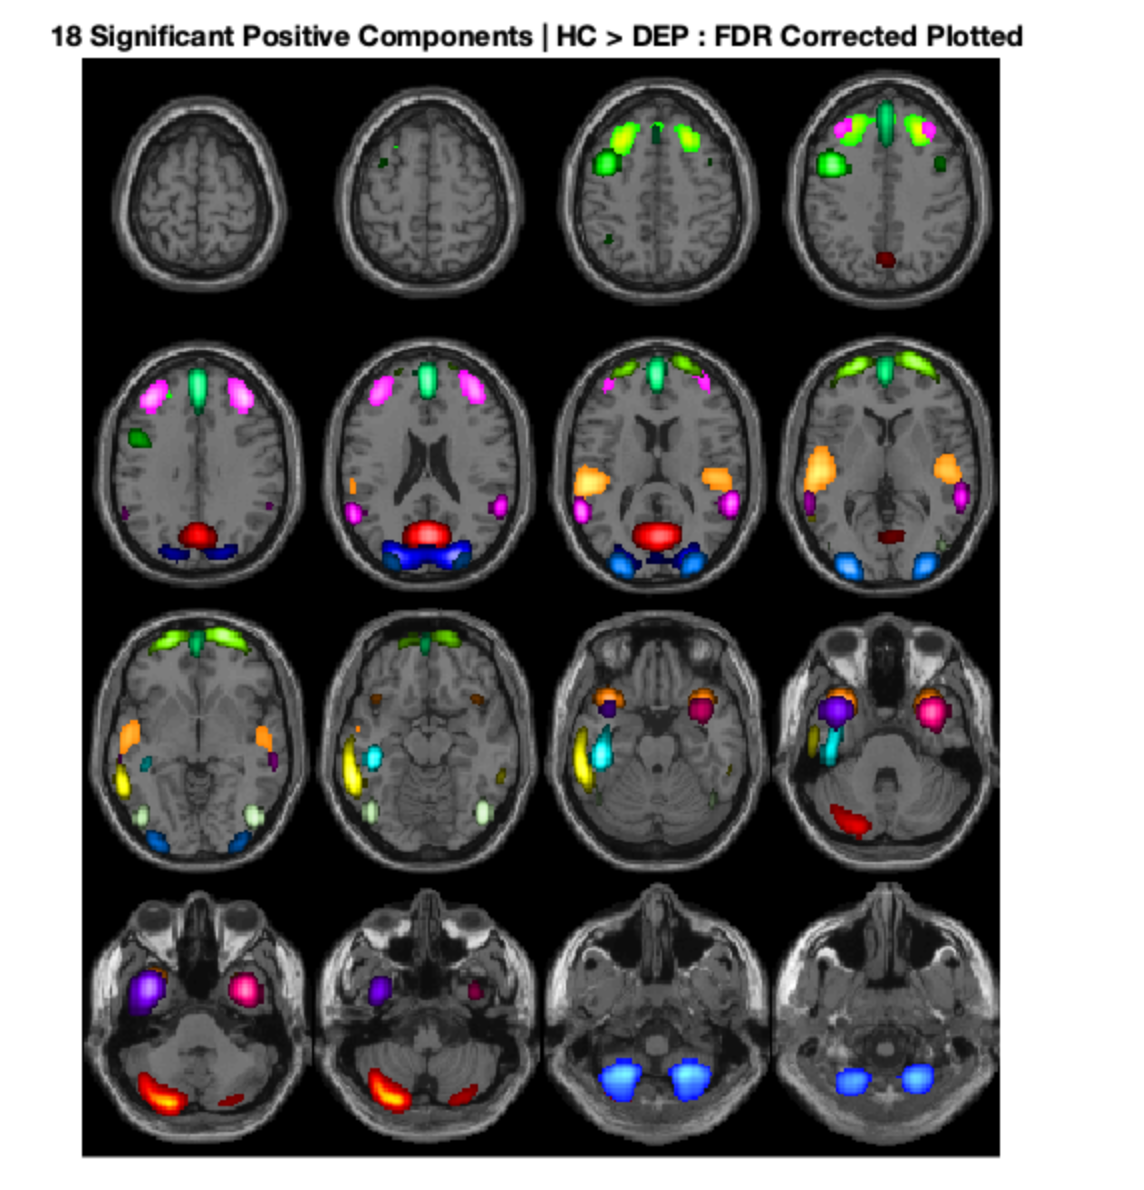 18 Significant Positive Components | HC > DEP : FDR Corrected Plotted